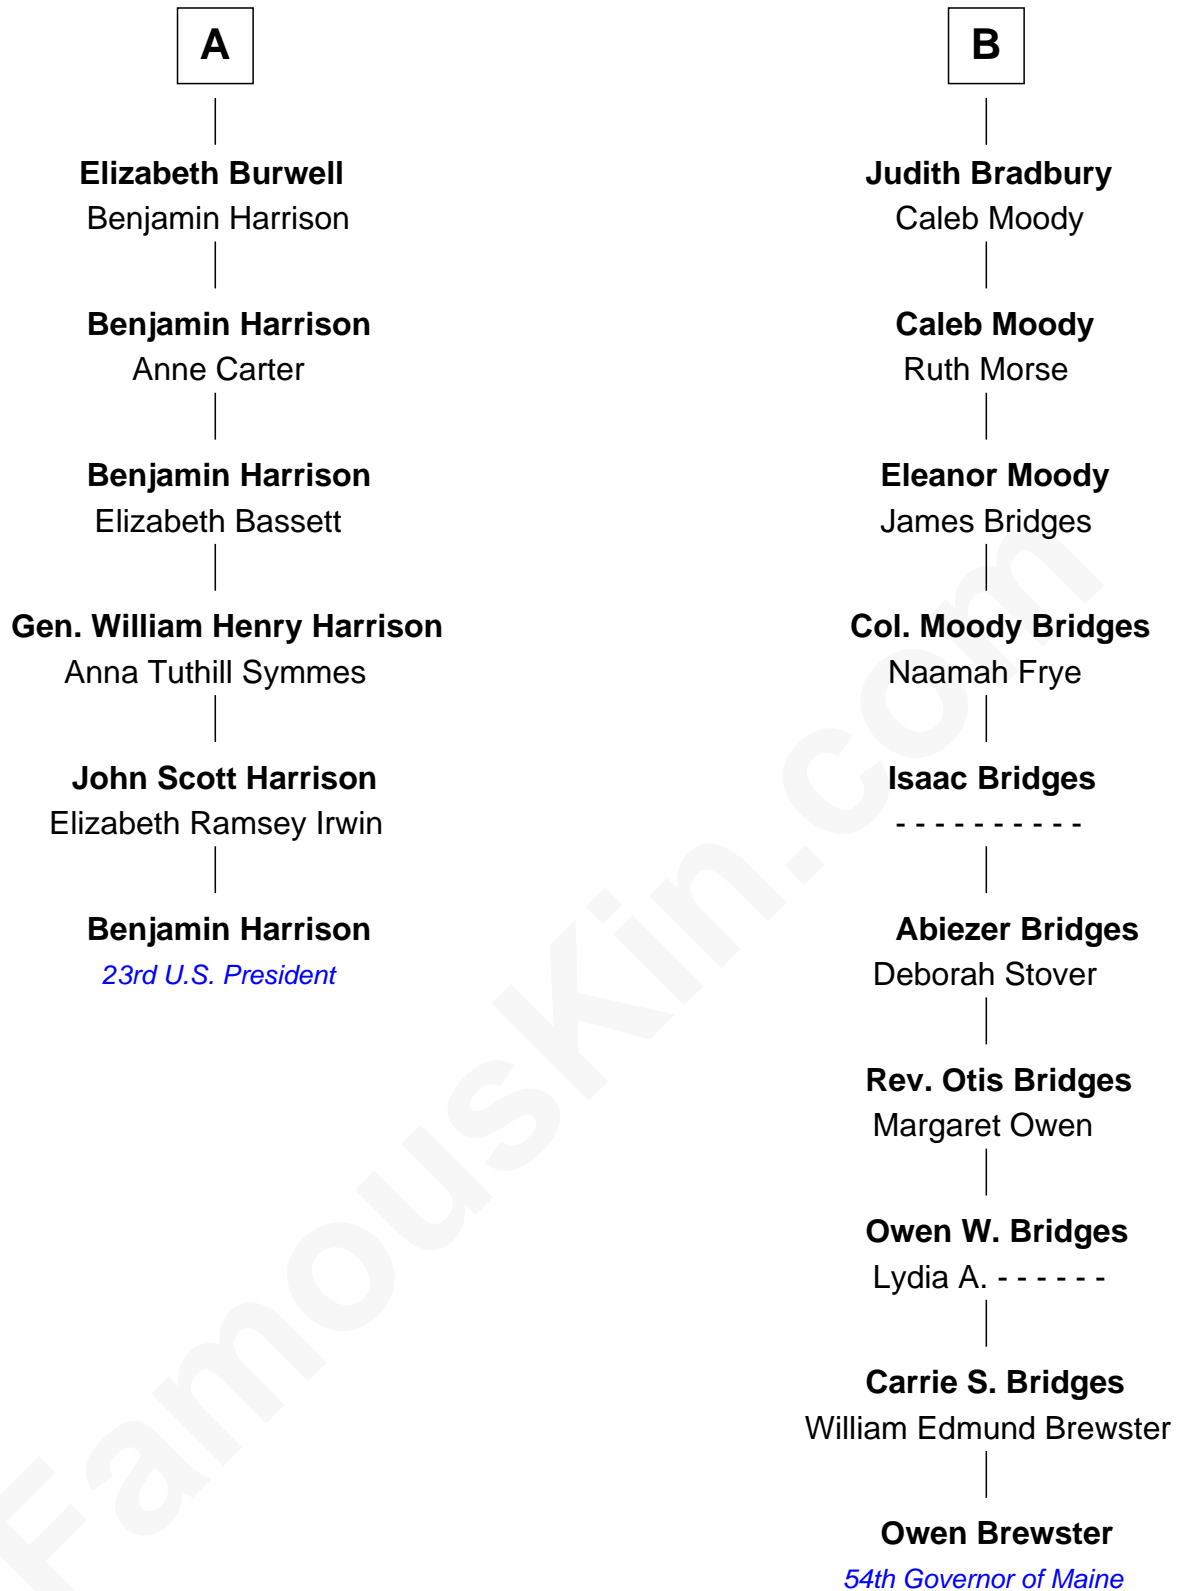 A
Elizabeth Burwell
Benjamin Harrison
Benjamin Harrison
Anne Carter
Benjamin Harrison
Elizabeth Bassett
Gen. William Henry Harrison
Anna Tuthill Symmes
John Scott Harrison
Elizabeth Ramsey Irwin
Benjamin Harrison
23rd U.S. President
B
Judith Bradbury
Caleb Moody
Caleb Moody
Ruth Morse
Eleanor Moody
James Bridges
Col. Moody Bridges
Naamah Frye
Isaac Bridges
- - - - - - - - - -
Abiezer Bridges
Deborah Stover
Rev. Otis Bridges
Margaret Owen
Owen W. Bridges
Lydia A. - - - - - -
Carrie S. Bridges
William Edmund Brewster
Owen Brewster
54th Governor of Maine
FamousKin.com